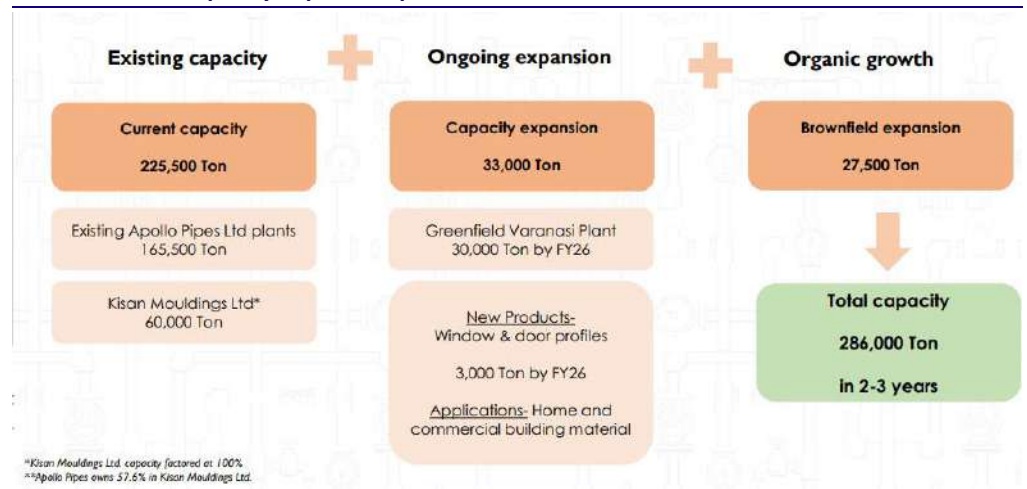 Existing capacity
Current capacity
225,500 Ton
Existing Apollo Pipes Ltd plants
165,500 Ton
Kisan Mouldings Ltd*
60,000 Ton
Ongoing expansion
Capacity expansion
33,000 Ton
Greenfield Varanasi Plant
30,000 Ton by FY26
New Products-
Window & door profiles
3,000 Ton by FY26
Applications- Home and
commercial building material
Organic growth
Brownfield expansion
27,500 Ton
Total capacity
286,000 Ton
in 2-3 years
*Kisan Mouldings Ltd. capacity factored at 100%
**Apollo Pipes owns 57.6% in Kisan Mouldings Ltd.